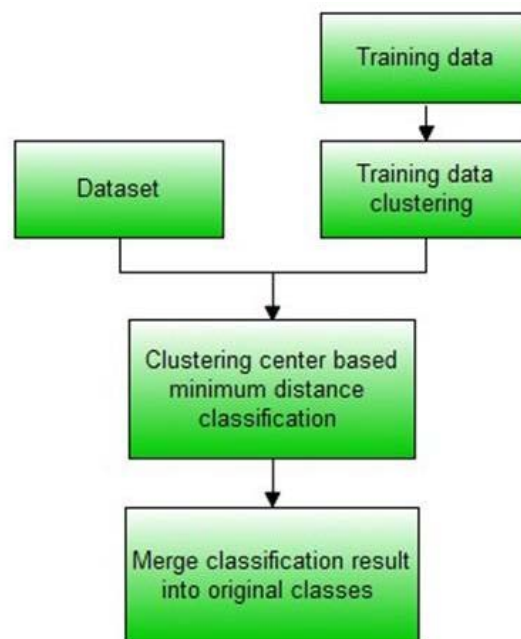 Training data
Dataset
Training data
clustering
Clustering center based
minimum distance
classification
Merge classification result
into original classes